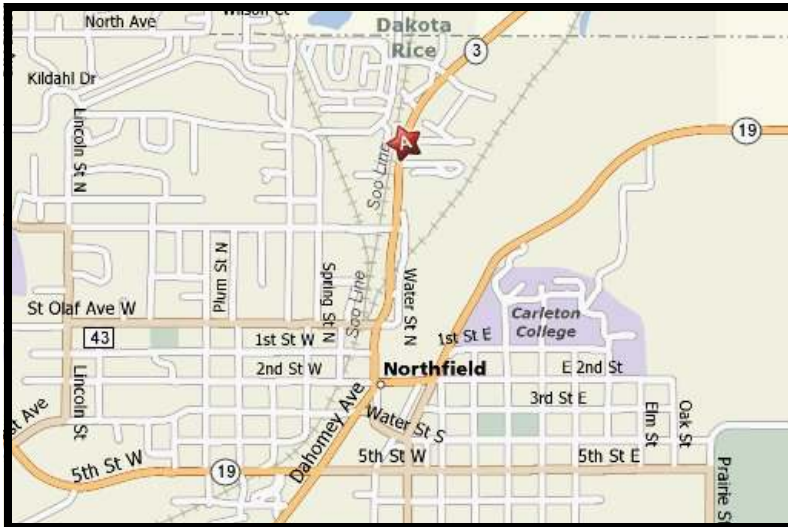 Wilson Ct
North Ave
Dakota
Rice
3
Kildahl Dr
Lincoln St N
19
A
Soo Line
Plum St N
Spring St N
Soo Line
Water St N
St Olaf Ave W
Carleton
College
43
1st St W
1st St E
2nd St W
Northfield
E 2nd St
3rd St E
Lincoln St
Dahomey Ave
Water St S
Elm St
Oak St
5th St W
19
5th St W
5th St E
Prairie St